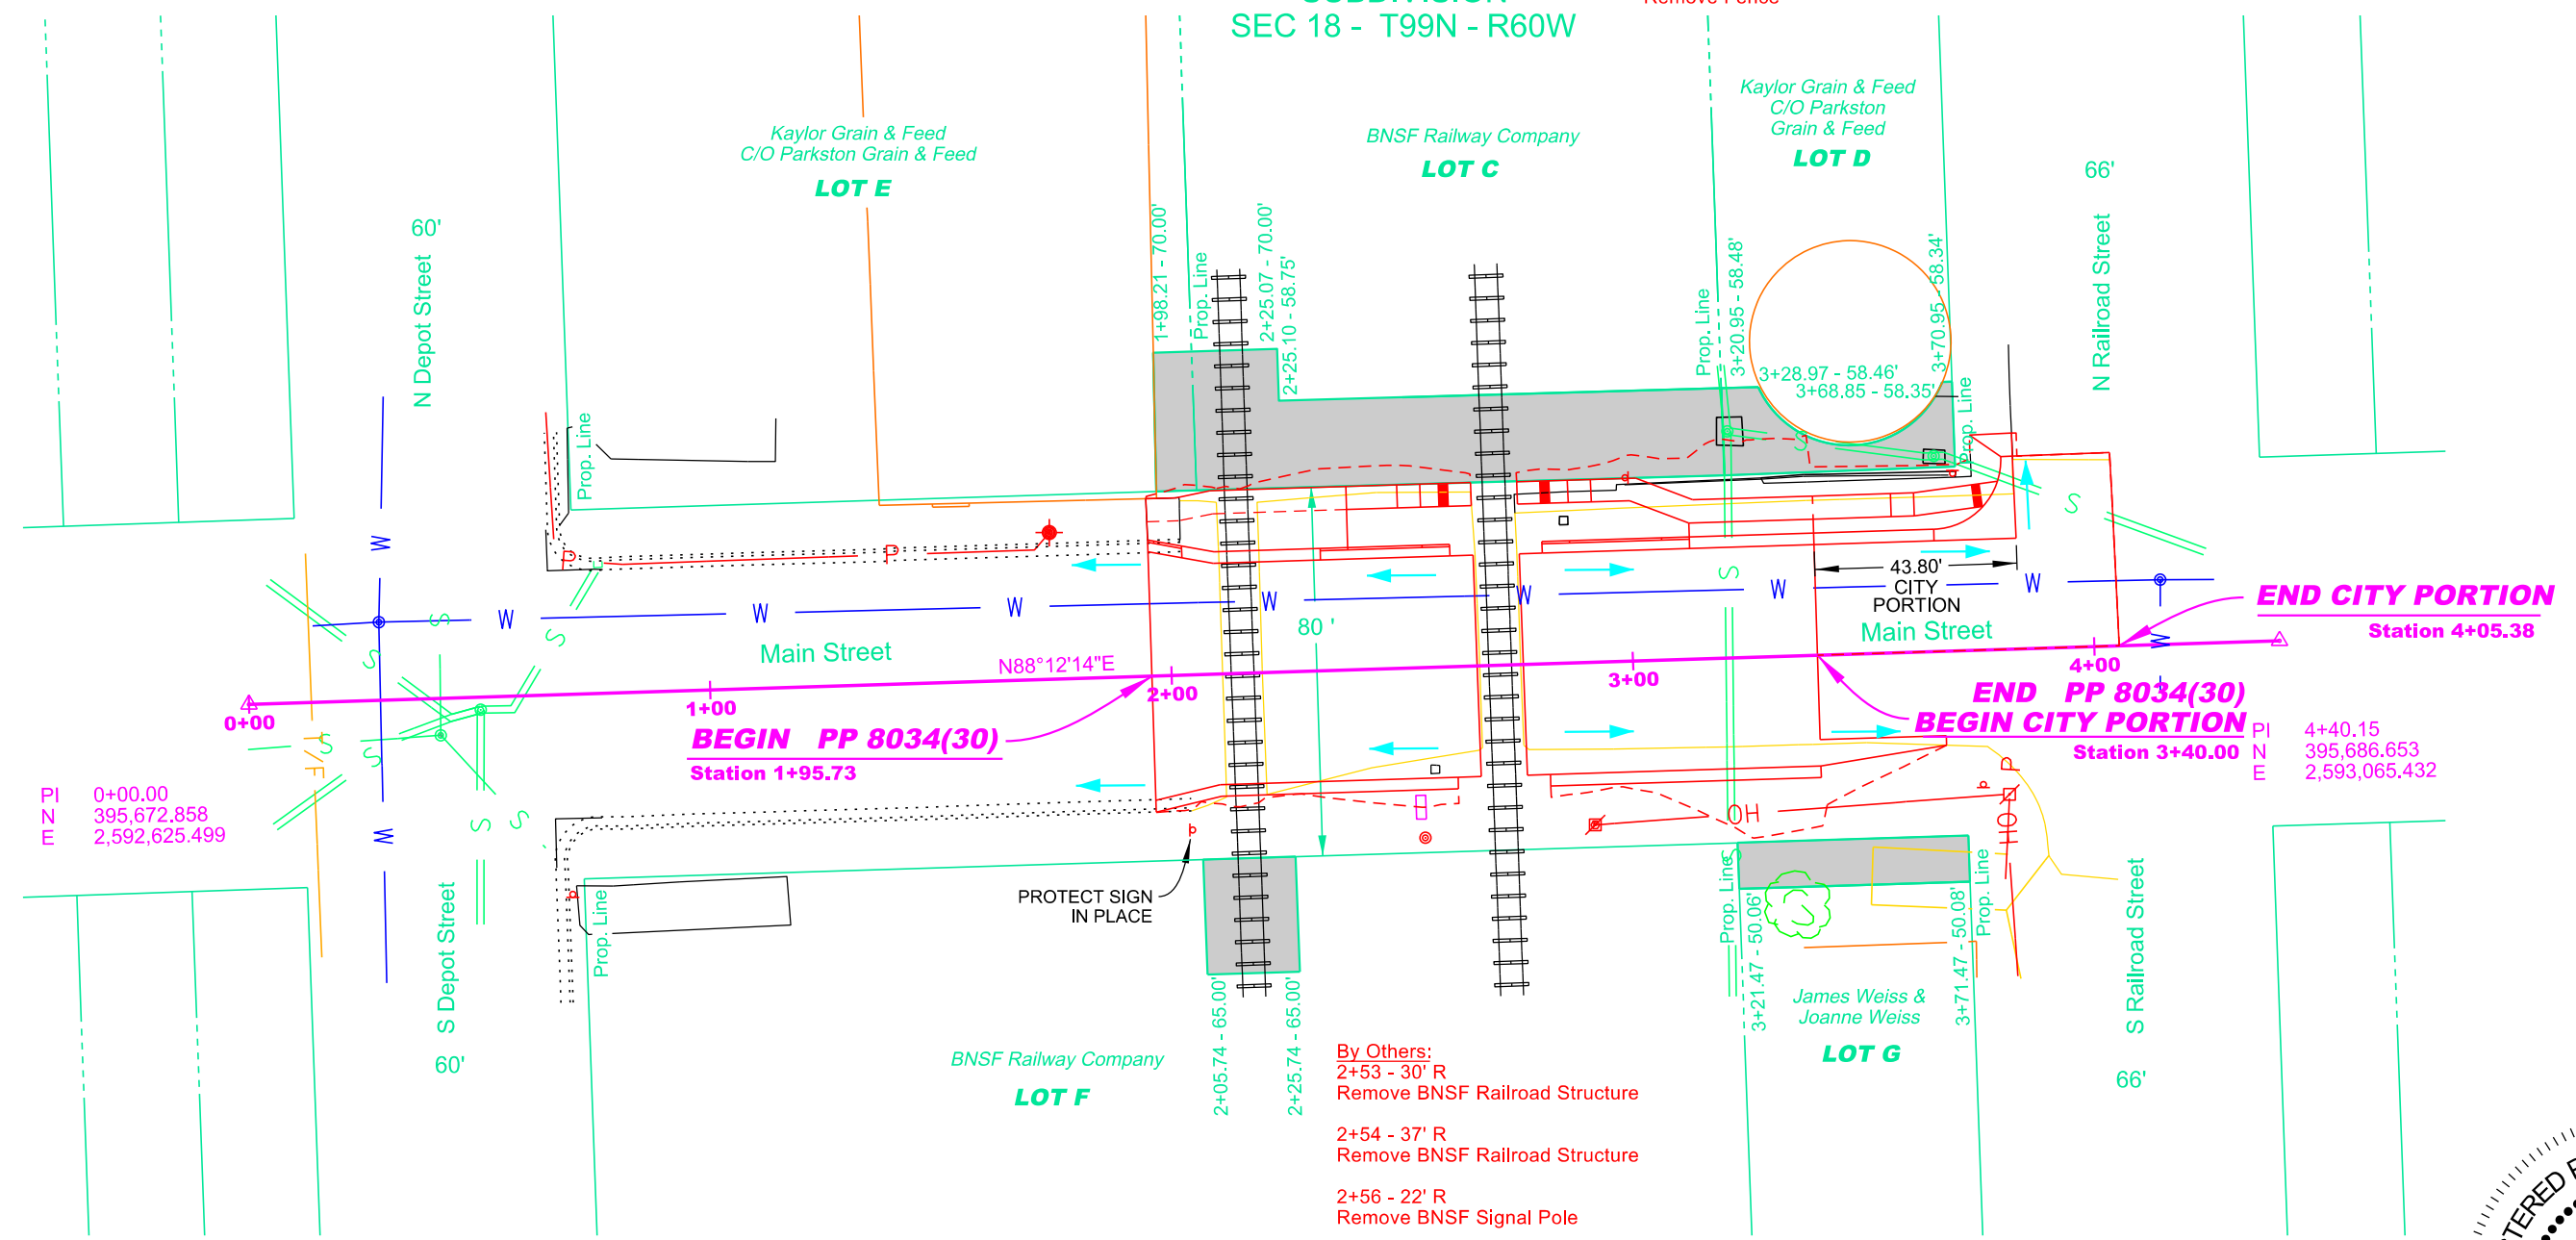 SEC 18 - T99N - R60W
Kaylor Grain & Feed
C/O Parkston Grain & Feed
LOT E
BNSF Railway Company
LOT C
Kaylor Grain & Feed
C/O Parkston
Grain & Feed
LOT D
60'
66'
N Depot Street
N Railroad Street
1+98.21 - 70.00'
Prop. Line
2+25.07 - 70.00'
2+25.10 - 58.75'
Prop. Line
3+20.95 - 58.48'
3+28.97 - 58.46'
3+68.85 - 58.35'
3+70.95 - 58.34'
Prop. Line
Prop. Line
43.80'
CITY
PORTION
Main Street
Main Street
80 '
N88°12'14"E
W
W
W
W
W
W
W
W
W
W
S
S
S
S
S
S
S
S
S
S
S
P
P
T/F
OH
OH
0+00
1+00
2+00
3+00
4+00
BEGIN PP 8034(30)
Station 1+95.73
END CITY PORTION
Station 4+05.38
END PP 8034(30)
BEGIN CITY PORTION
Station 3+40.00
PI 0+00.00
N 395,672.858
E 2,592,625.499
PI 4+40.15
N 395,686.653
E 2,593,065.432
PROTECT SIGN
IN PLACE
S Depot Street
60'
Prop. Line
BNSF Railway Company
LOT F
2+05.74 - 65.00'
2+25.74 - 65.00'
Prop. Line
3+21.47 - 50.06'
3+71.47 - 50.08'
Prop. Line
James Weiss &
Joanne Weiss
LOT G
S Railroad Street
66'
By Others:
2+53 - 30' R
Remove BNSF Railroad Structure
2+54 - 37' R
Remove BNSF Railroad Structure
2+56 - 22' R
Remove BNSF Signal Pole